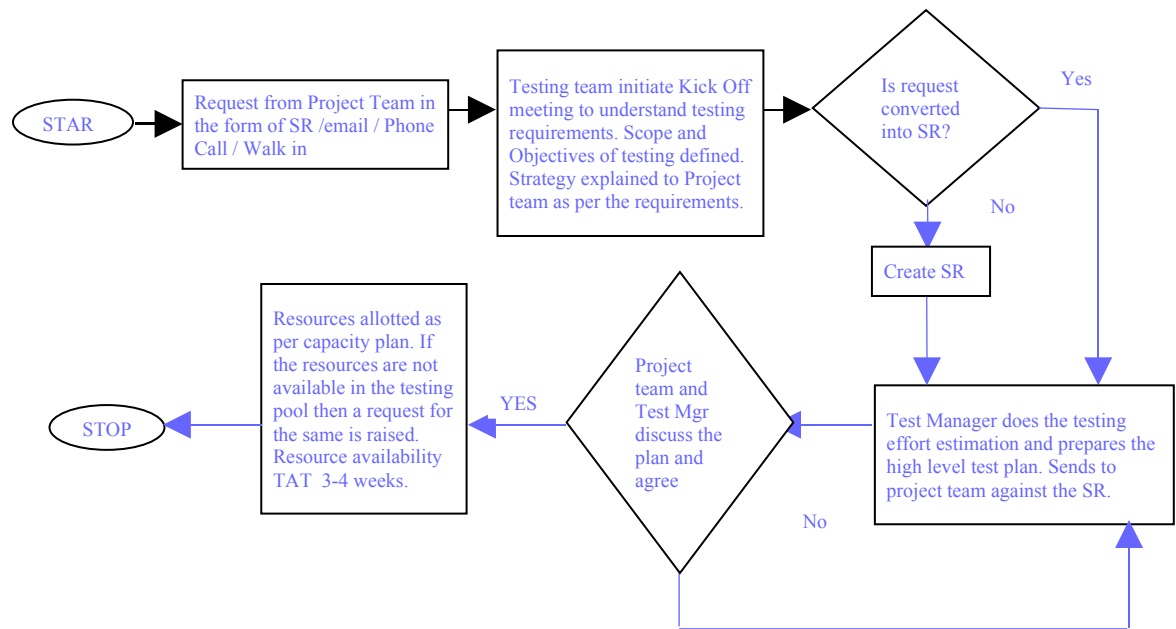 STAR
Request from Project Team in
the form of SR /email / Phone
Call / Walk in
Testing team initiate Kick Off
meeting to understand testing
requirements. Scope and
Objectives of testing defined.
Strategy explained to Project
team as per the requirements.
Is request
converted
into SR?
Yes
No
Create SR
Test Manager does the testing
effort estimation and prepares the
high level test plan. Sends to
project team against the SR.
Project
team and
Test Mgr
discuss the
plan and
agree
No
YES
Resources allotted as
per capacity plan. If
the resources are not
available in the testing
pool then a request for
the same is raised.
Resource availability
TAT 3-4 weeks.
STOP